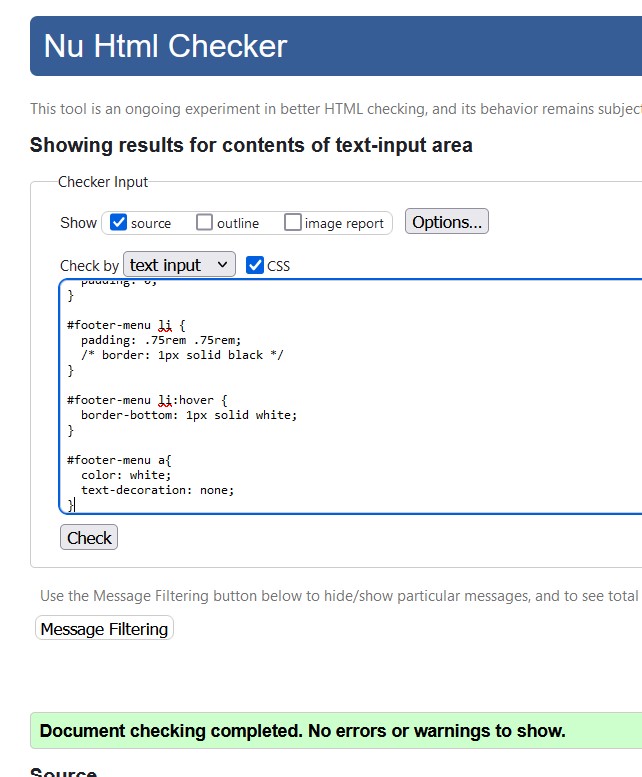 Nu Html Checker
This tool is an ongoing experiment in better HTML checking, and its behavior remains subject
Showing results for contents of text-input area
Checker Input
Show source outline image report Options...
Check by text input CSS
padding: 0;
}
#footer-menu li {
padding: .75rem .75rem;
/* border: 1px solid black */
}
#footer-menu li:hover {
border-bottom: 1px solid white;
}
#footer-menu a{
color: white;
text-decoration: none;
}
Check
Use the Message Filtering button below to hide/show particular messages, and to see total
Message Filtering
Document checking completed. No errors or warnings to show.
Source